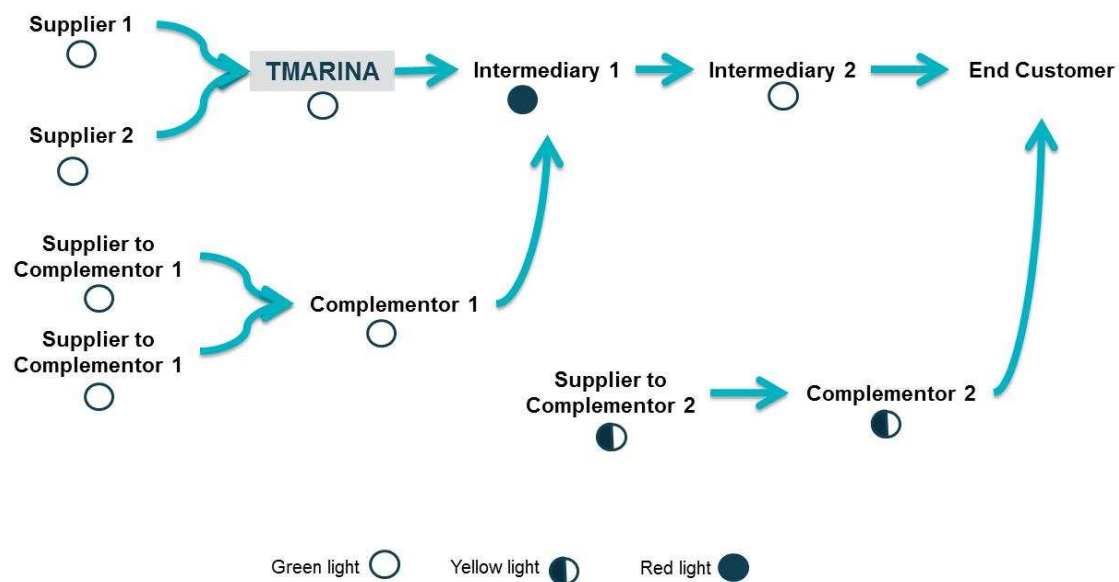 Supplier 1
TMARINA
Intermediary 1
Intermediary 2
End Customer
Supplier 2
Supplier to
Complementor 1
Complementor 1
Supplier to
Complementor 1
Supplier to
Complementor 2
Complementor 2
Green light
Yellow light
Red light